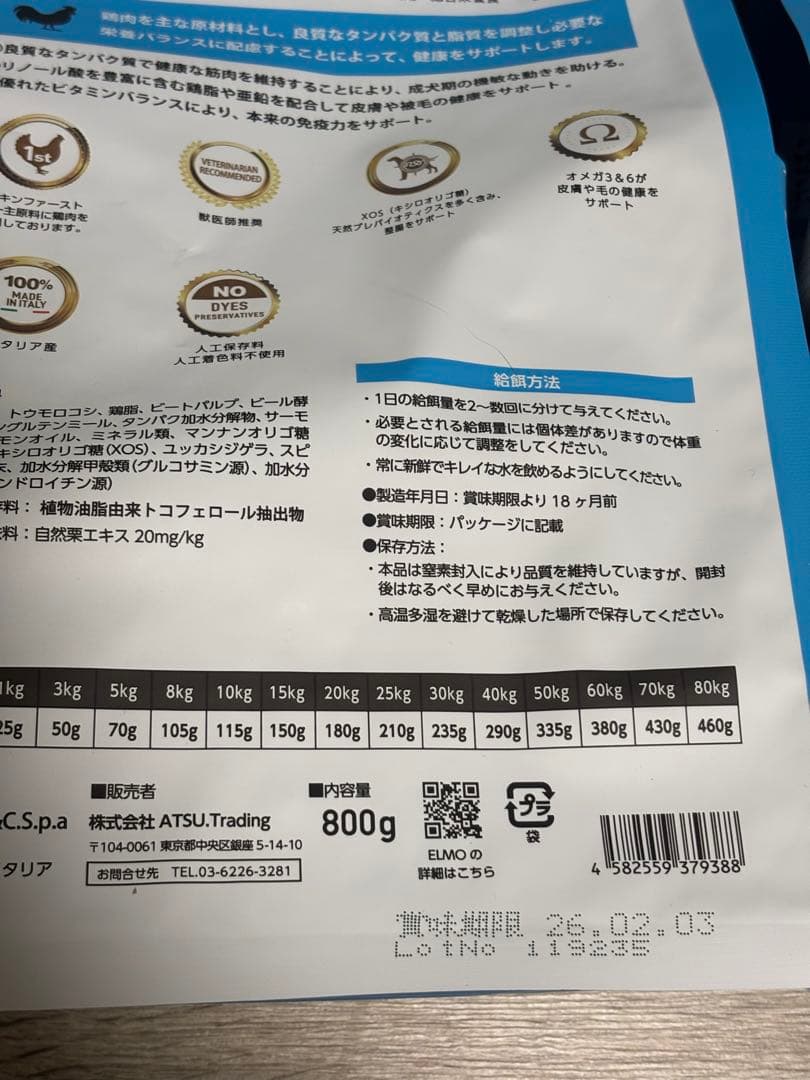 鶏肉を主な原材料とし、良質なタンパク質と脂質を調整し必要な
栄養バランスに配慮することによって、健康をサポートします。
良質なタンパク質で健康な筋肉を維持することにより、成犬期の機敏な動きを助ける。
リノール酸を豊富に含む鶏脂や亜鉛を配合して皮膚や被毛の健康をサポート。
優れたビタミンバランスにより、本来の免疫力をサポート。
1st
キンファースト
主原料に鶏肉を
しております。
VETERINARIAN
RECOMMENDED
獣医師推奨
XOS
XOS（キシロオリゴ糖）
天然プレバイオティクスを多く含み、
整腸をサポート
Ω
オメガ3＆6が
皮膚や毛の健康を
サポート
100%
MADE
IN ITALY
タリア産
NO
DYES
PRESERVATIVES
人工保存料
人工着色料不使用
トウモロコシ、鶏脂、ビートパルプ、ビール酵
グルテンミール、タンパク加水分解物、サーモ
モンオイル、ミネラル類、マンナンオリゴ糖
キシロオリゴ糖（XOS）、ユッカシジゲラ、スピ
末、加水分解甲殻類（グルコサミン源）、加水分
ンドロイチン源）
料：植物油脂由来トコフェロール抽出物
料：自然栗エキス 20mg/kg
給餌方法
・1日の給餌量を2〜数回に分けて与えてください。
・必要とされる給餌量には個体差がありますので体重
の変化に応じて調整をしてください。
・常に新鮮でキレイな水を飲めるようにしてください。
●製造年月日：賞味期限より 18 ヶ月前
●賞味期限：パッケージに記載
●保存方法：
・本品は窒素封入により品質を維持していますが、開封
後はなるべく早めにお与えください。
・高温多湿を避けて乾燥した場所で保存してください。
1kg 3kg 5kg 8kg 10kg 15kg 20kg 25kg 30kg 40kg 50kg 60kg 70kg 80kg
25g 50g 70g 105g 115g 150g 180g 210g 235g 290g 335g 380g 430g 460g
C.S.p.a
タリア
■販売者
株式会社 ATSU.Trading
〒104-0061 東京都中央区銀座 5-14-10
お問合せ先 TEL.03-6226-3281
■内容量
800g
ELMO の
詳細はこちら
プラ
袋
4 582559 379388
賞味期限 26.02.03
LotNo 119235